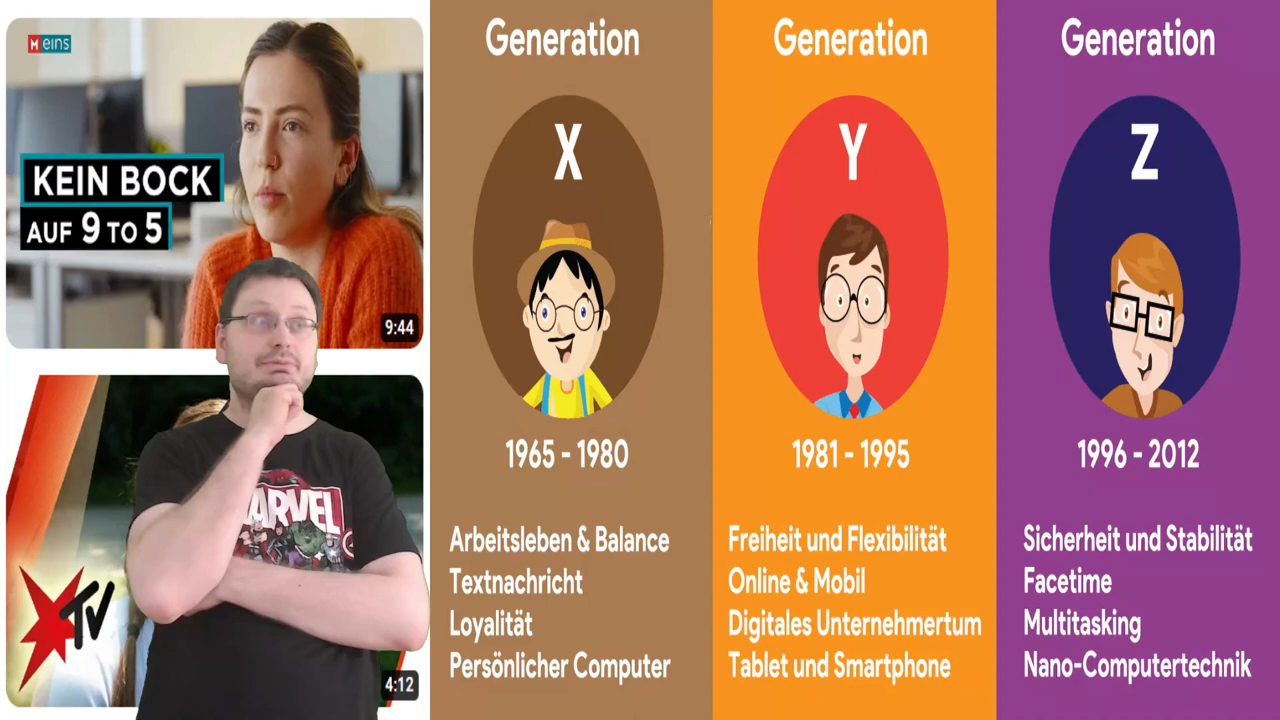 M eins
KEIN BOCK
AUF 9 TO 5
9:44
MARVEL
TV
4:12
Generation
X
1965 - 1980
Arbeitsleben & Balance
Textnachricht
Loyalität
Persönlicher Computer
Generation
Y
1981 - 1995
Freiheit und Flexibilität
Online & Mobil
Digitales Unternehmertum
Tablet und Smartphone
Generation
Z
1996 - 2012
Sicherheit und Stabilität
Facetime
Multitasking
Nano-Computertechnik